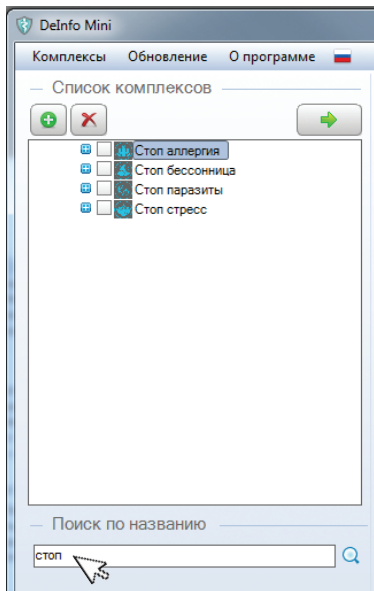 DeInfo Mini
Комплексы Обновление О программе
Список комплексов
Стоп аллергия
Стоп бессонница
Стоп паразиты
Стоп стресс
Поиск по названию
стоп